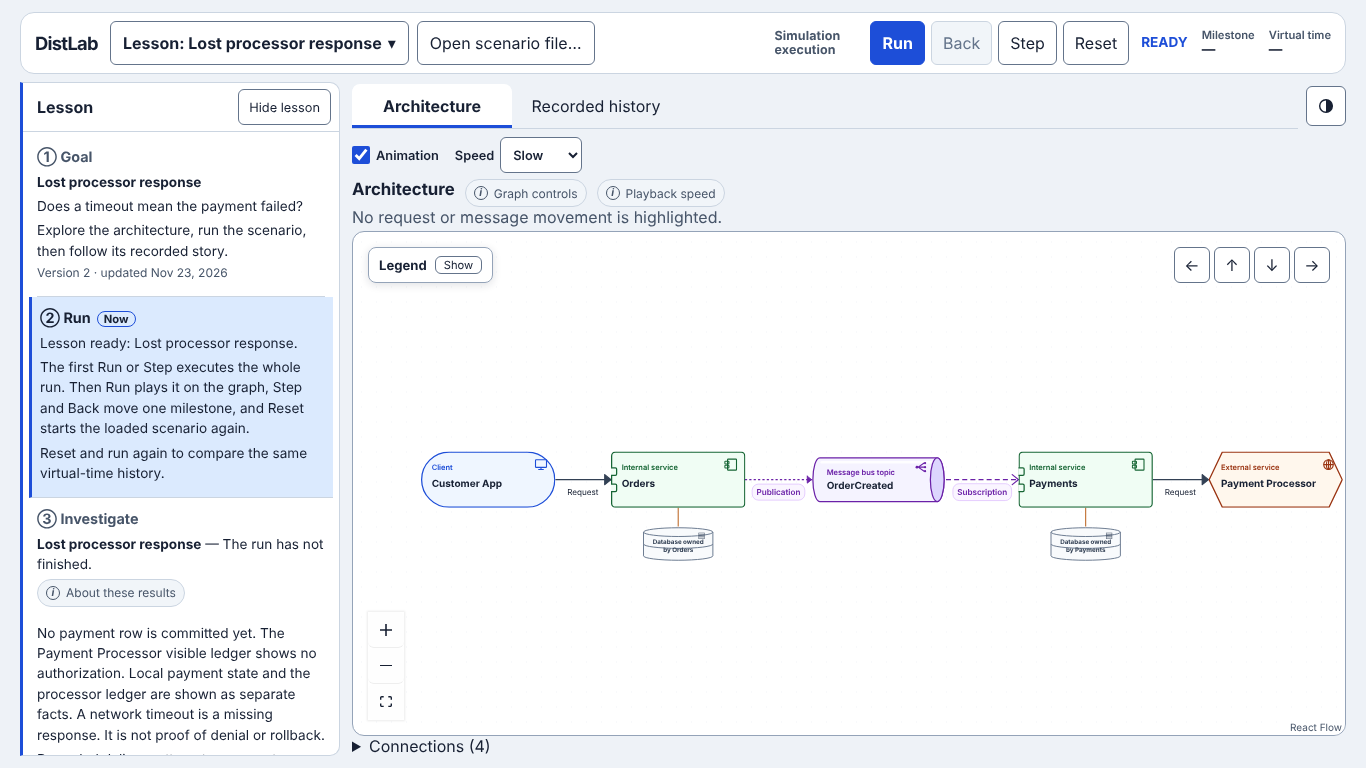 DistLab
Lesson: Lost processor response ▾
Open scenario file...
Simulation
execution
Run
Back
Step
Reset
READY
Milestone
—
Virtual time
—
Lesson
Hide lesson
① Goal
Lost processor response
Does a timeout mean the payment failed?
Explore the architecture, run the scenario,
then follow its recorded story.
Version 2 · updated Nov 23, 2026
② Run Now
Lesson ready: Lost processor response.
The first Run or Step executes the whole
run. Then Run plays it on the graph, Step
and Back move one milestone, and Reset
starts the loaded scenario again.
Reset and run again to compare the same
virtual-time history.
③ Investigate
Lost processor response — The run has not
finished.
About these results
No payment row is committed yet. The
Payment Processor visible ledger shows no
authorization. Local payment state and the
processor ledger are shown as separate
facts. A network timeout is a missing
response. It is not proof of denial or rollback.
Architecture
Recorded history
Animation
Speed
Slow
Architecture
Graph controls
Playback speed
No request or message movement is highlighted.
Legend
Show
Client
Customer App
Request
Internal service
Orders
Database owned
by Orders
Publication
Message bus topic
OrderCreated
Subscription
Internal service
Payments
Database owned
by Payments
Request
External service
Payment Processor
React Flow
Connections (4)